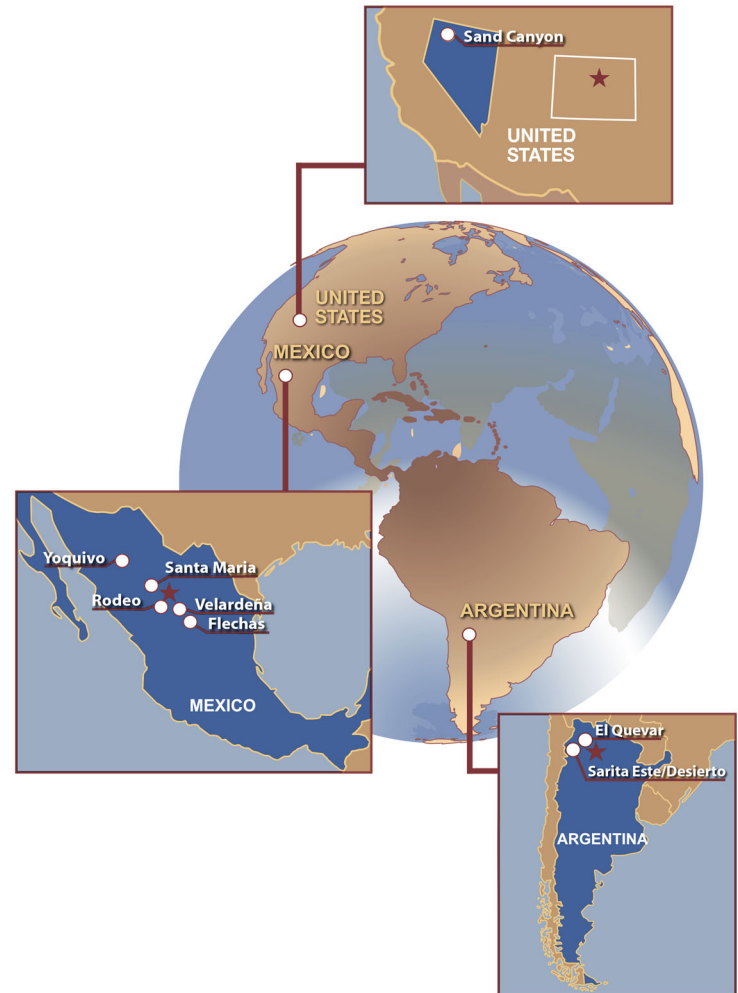 Sand Canyon
UNITED
STATES
UNITED
STATES
MEXICO
Yoquivo
Santa Maria
Rodeo
Velardeña
Flechas
MEXICO
ARGENTINA
El Quevar
Sarita Este/Desierto
ARGENTINA